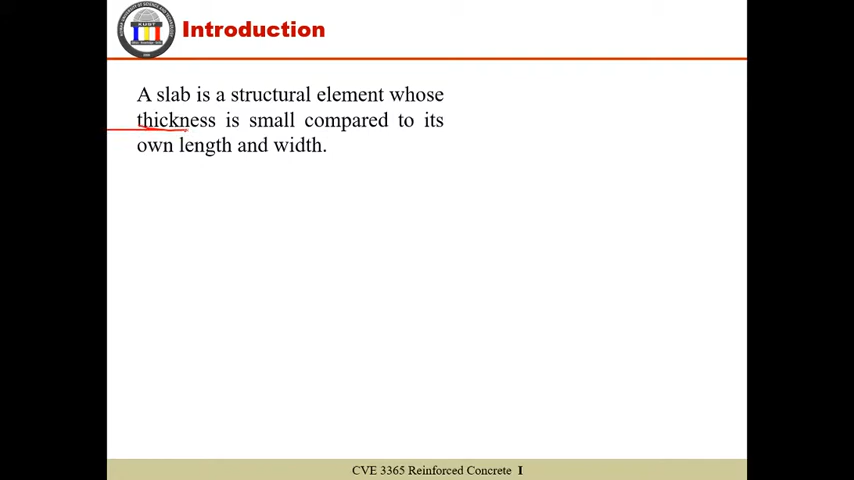 KUST
Introduction
A slab is a structural element whose
thickness is small compared to its
own length and width.
CVE 3365 Reinforced Concrete I